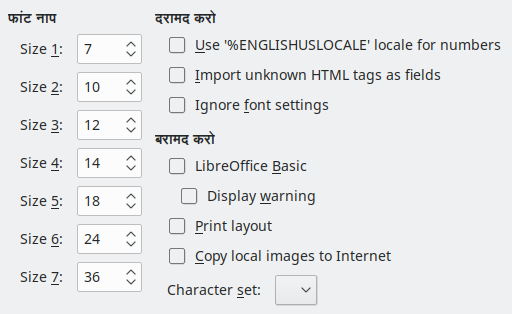 फांट नाप
Size 1: 7
Size 2: 10
Size 3: 12
Size 4: 14
Size 5: 18
Size 6: 24
Size 7: 36
दरामद करो
Use '%ENGLISHUSLOCALE' locale for numbers
Import unknown HTML tags as fields
Ignore font settings
बरामद करो
LibreOffice Basic
Display warning
Print layout
Copy local images to Internet
Character set: